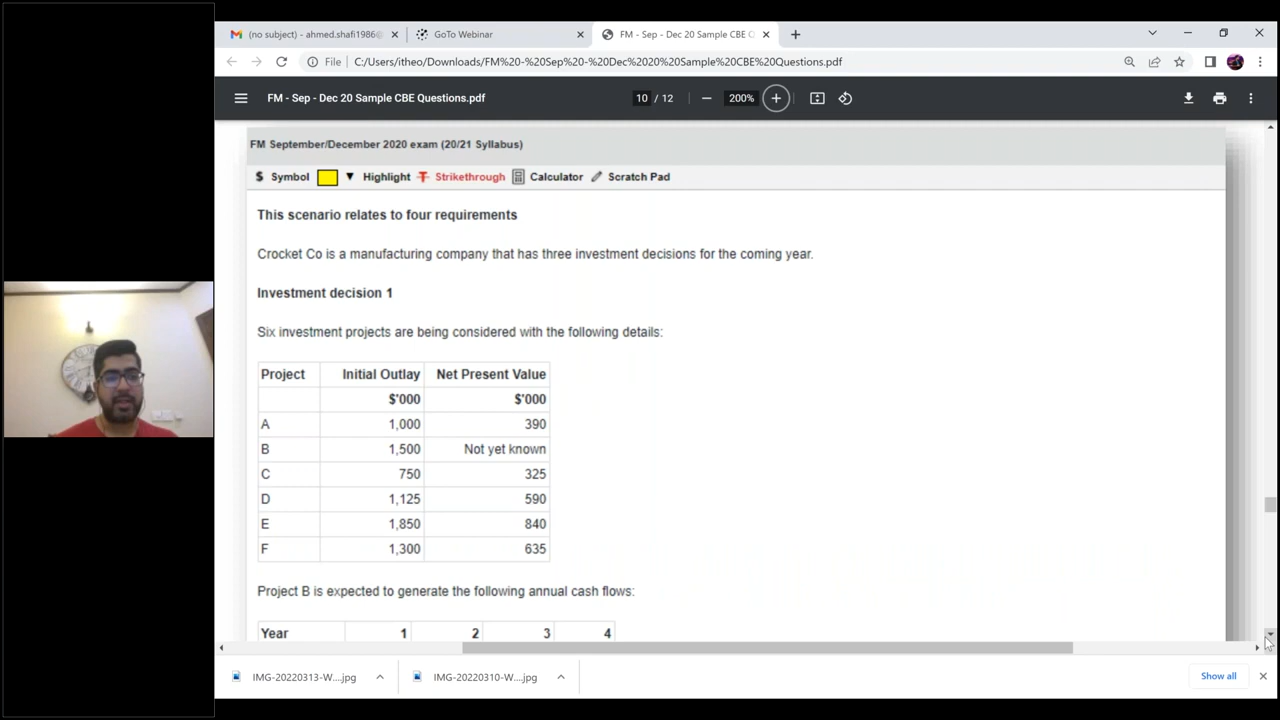 (no subject) - ahmed.shafi1986@
GoTo Webinar
FM - Sep - Dec 20 Sample CBE Q
File
C:/Users/itheo/Downloads/FM%20-%20Sep%20-%20Dec%2020%20Sample%20CBE%20Questions.pdf
FM - Sep - Dec 20 Sample CBE Questions.pdf
10 / 12
200%
FM September/December 2020 exam (20/21 Syllabus)
$ Symbol Highlight Strikethrough Calculator Scratch Pad
This scenario relates to four requirements
Crocket Co is a manufacturing company that has three investment decisions for the coming year.
Investment decision 1
Six investment projects are being considered with the following details:
Project Initial Outlay Net Present Value
$'000 $'000
A 1,000 390
B 1,500 Not yet known
C 750 325
D 1,125 590
E 1,850 840
F 1,300 635
Project B is expected to generate the following annual cash flows:
Year 1 2 3 4
IMG-20220313-W....jpg
IMG-20220310-W....jpg
Show all